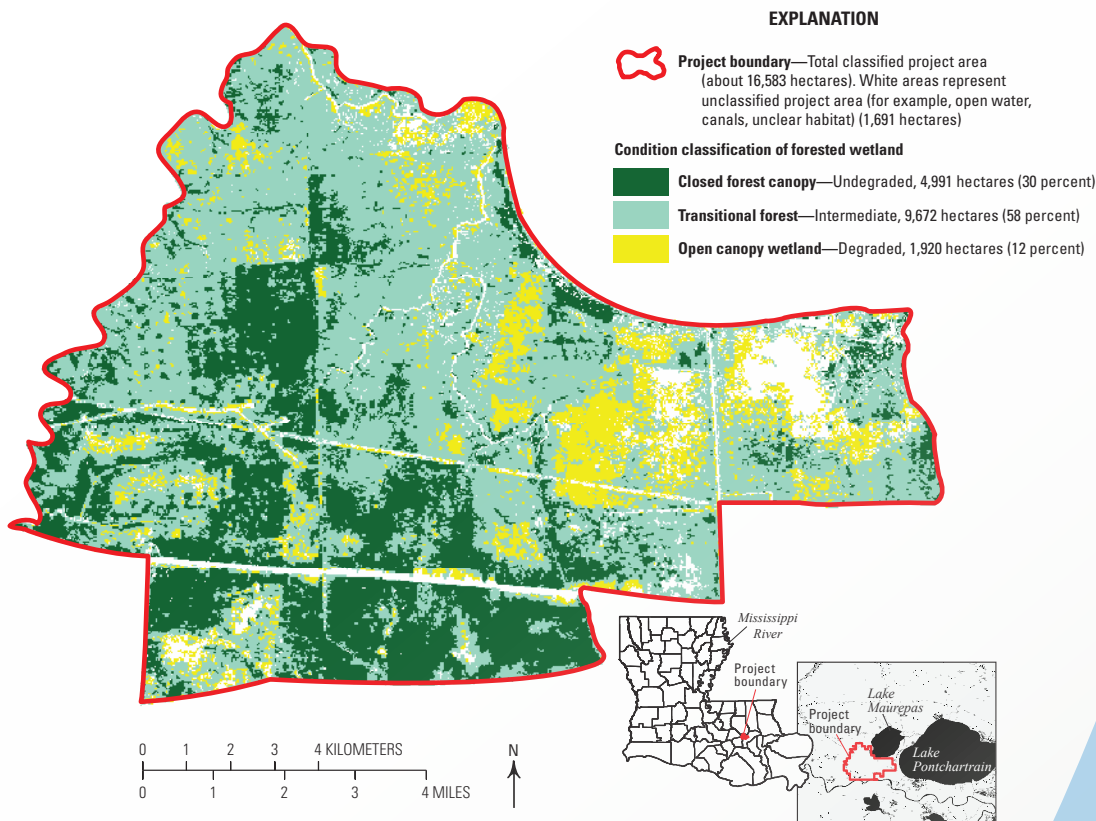 EXPLANATION
Project boundary—Total classified project area
(about 16,583 hectares). White areas represent
unclassified project area (for example, open water,
canals, unclear habitat) (1,691 hectares)
Condition classification of forested wetland
Closed forest canopy—Undegraded, 4,991 hectares (30 percent)
Transitional forest—Intermediate, 9,672 hectares (58 percent)
Open canopy wetland—Degraded, 1,920 hectares (12 percent)
0 1 2 3 4 KILOMETERS
0 1 2 3 4 MILES
N
Mississippi
River
Project
boundary
Lake
Maurepas
Project
boundary
Lake
Pontchartrain